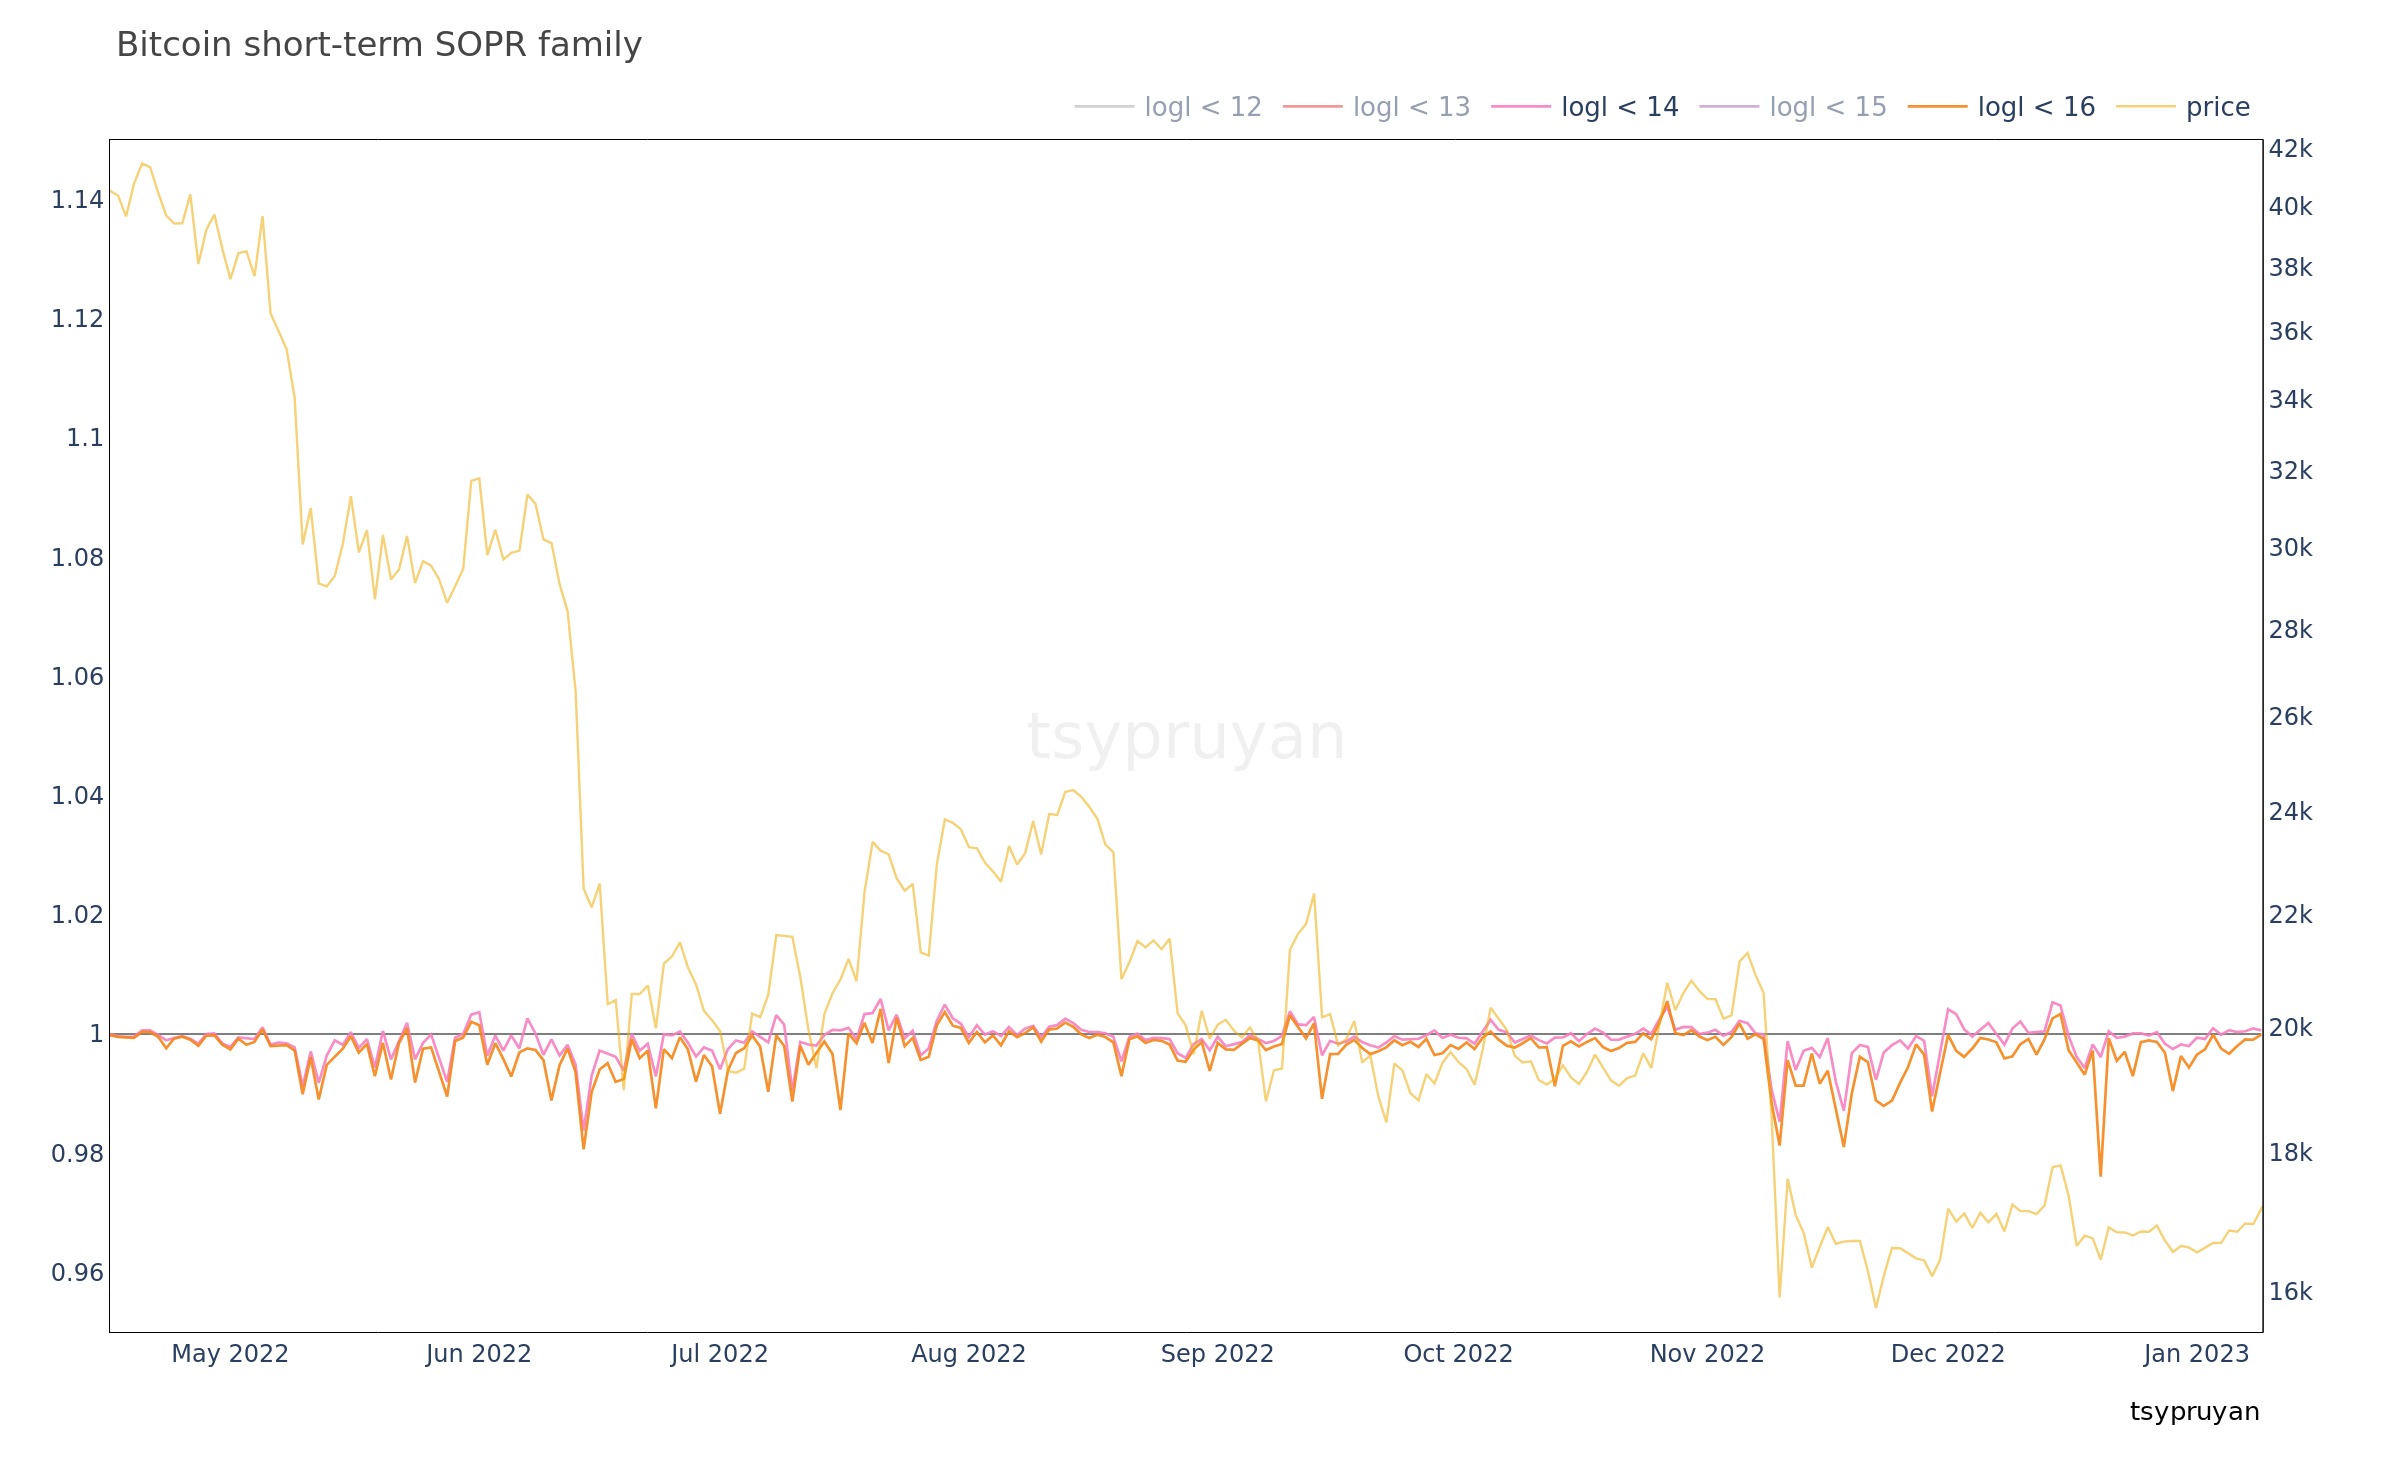 Bitcoin short-term SOPR family
logl < 12 logl < 13 logl < 14 logl < 15 logl < 16 price
1.14
1.12
1.1
1.08
1.06
1.04
1.02
1
0.98
0.96
42k
40k
38k
36k
34k
32k
30k
28k
26k
24k
22k
20k
18k
16k
tsypruyan
May 2022 Jun 2022 Jul 2022 Aug 2022 Sep 2022 Oct 2022 Nov 2022 Dec 2022 Jan 2023
tsypruyan